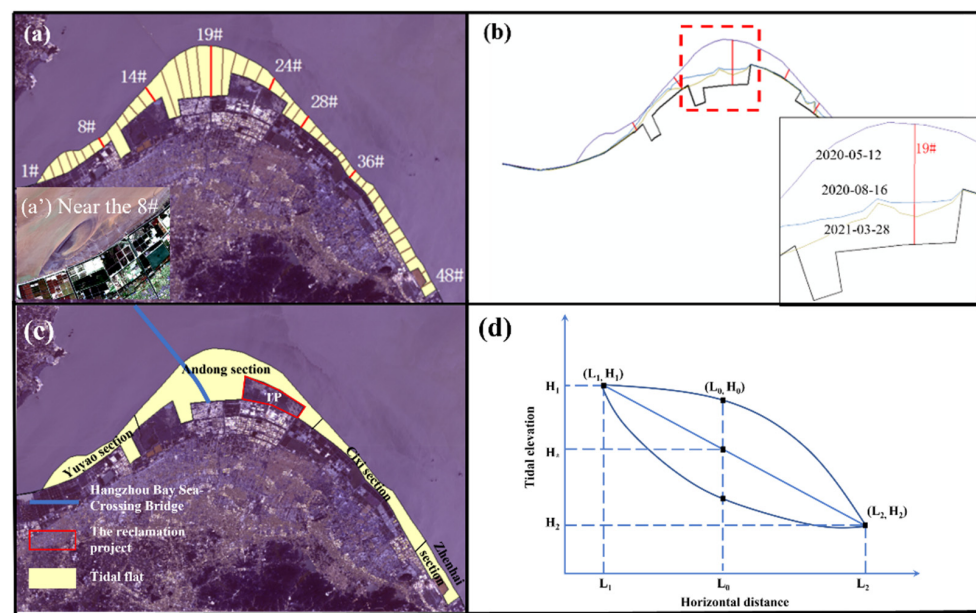 (a)
19#
14#
24#
8#
28#
1#
36#
(a') Near the 8#
48#
(b)
19#
2020-05-12
2020-08-16
2021-03-28
(c)
Andong section
TP
Yuyao section
Cixi section
Zhenhai
section
Hangzhou Bay Sea-
Crossing Bridge
The reclamation
project
Tidal flat
(d)
Tidal elevation
H₁
Hₛ
H₂
(L₁, H₁)
(L₀, H₀)
(L₂, H₂)
L₁
L₀
L₂
Horizontal distance